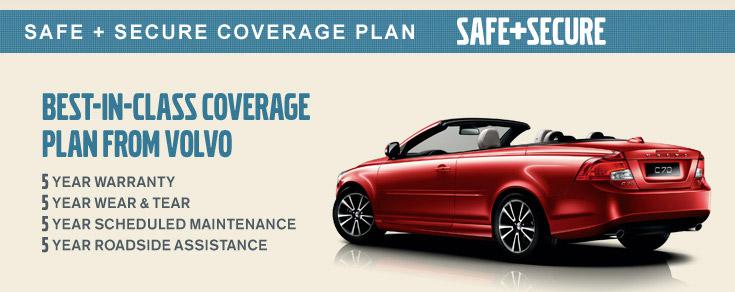 SAFE + SECURE COVERAGE PLAN SAFE+SECURE
BEST-IN-CLASS COVERAGE
PLAN FROM VOLVO
5 YEAR WARRANTY
5 YEAR WEAR & TEAR
5 YEAR SCHEDULED MAINTENANCE
5 YEAR ROADSIDE ASSISTANCE
VOLVO
C70